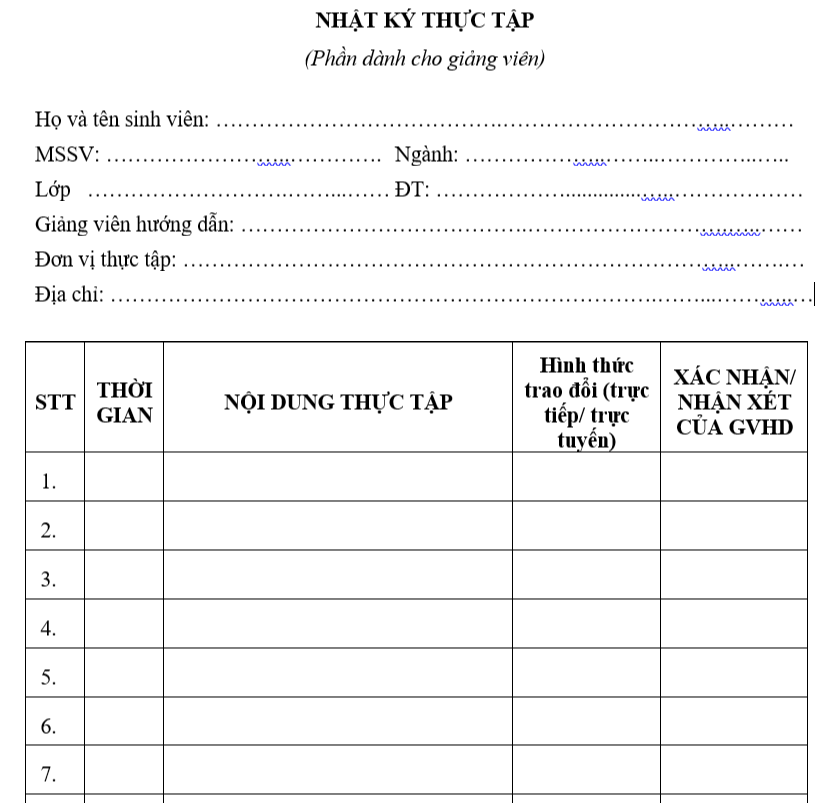 NHẬT KÝ THỰC TẬP
(Phần dành cho giảng viên)
Họ và tên sinh viên: ………………………………….………………………,……………
MSSV: ………………………………. Ngành: ……………………….…………..…..
Lớp ……………………………...…… ĐT: ………………..............……………………
Giảng viên hướng dẫn: ………………………………….……………………………………
Đơn vị thực tập: ……………………………………………………………………….…
Địa chỉ: ………………………………………………………………….……..………………
STT
THỜI
GIAN
NỘI DUNG THỰC TẬP
Hình thức
trao đổi (trực
tiếp/ trực
tuyến)
XÁC NHẬN/
NHẬN XÉT
CỦA GVHD
1.
2.
3.
4.
5.
6.
7.